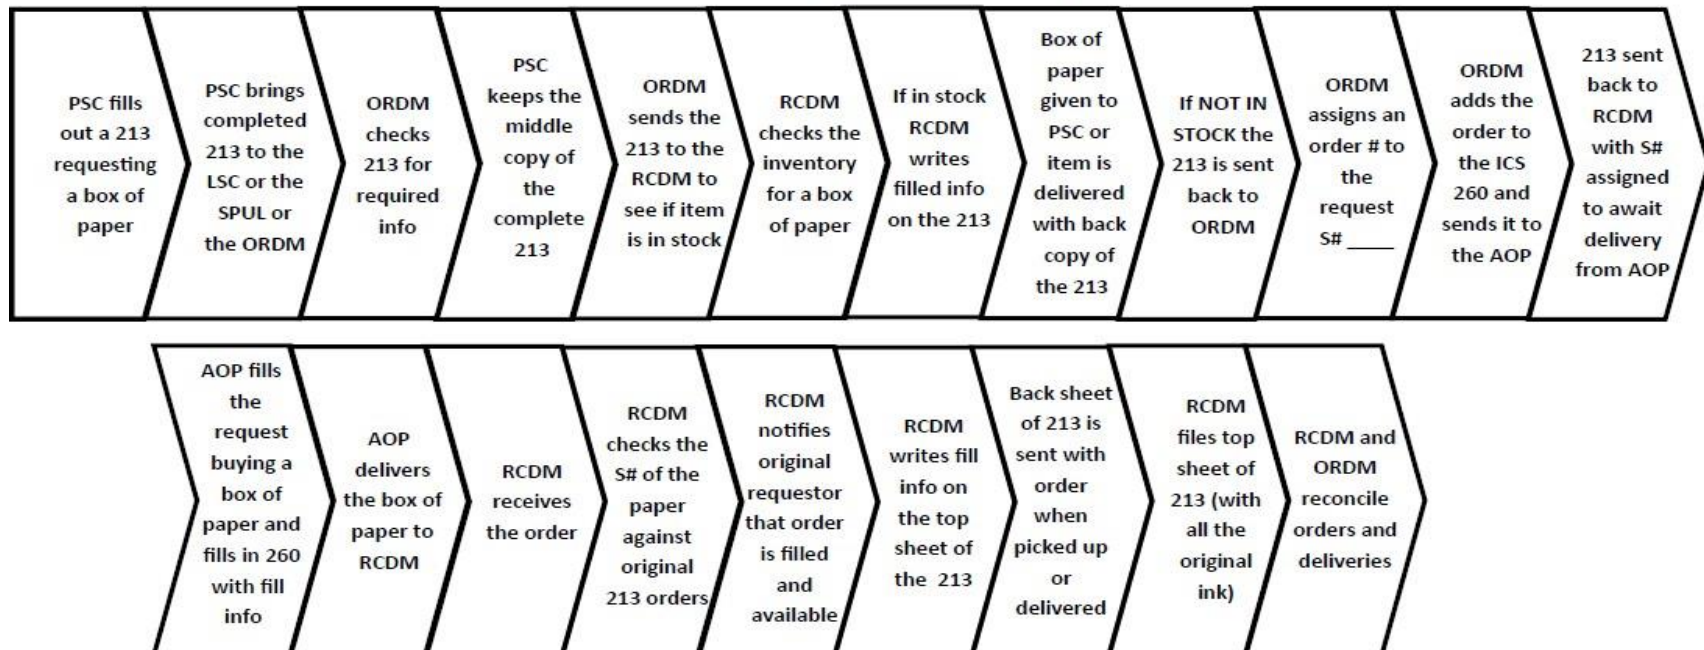 PSC fills
out a 213
requesting
a box of
paper
PSC brings
completed
213 to the
LSC or the
SPUL or
the ORDM
ORDM
checks
213 for
required
info
PSC
keeps the
middle
copy of
the
complete
213
ORDM
sends the
213 to the
RCDM to
see if item
is in stock
RCDM
checks the
inventory
for a box
of paper
If in stock
RCDM
writes
filled info
on the 213
Box of
paper
given to
PSC or
item is
delivered
with back
copy of
the 213
If NOT IN
STOCK the
213 is sent
back to
ORDM
ORDM
assigns an
order # to
the
request
S# ____
ORDM
adds the
order to
the ICS
260 and
sends it to
the AOP
213 sent
back to
RCDM
with S#
assigned
to await
delivery
from AOP
AOP fills
the
request
buying a
box of
paper and
fills in 260
with fill
info
AOP
delivers
the box of
paper to
RCDM
RCDM
receives
the order
RCDM
checks the
S# of the
paper
against
original
213 orders
RCDM
notifies
original
requestor
that order
is filled
and
available
RCDM
writes fill
info on
the top
sheet of
the 213
Back sheet
of 213 is
sent with
order
when
picked up
or
delivered
RCDM
files top
sheet of
213 (with
all the
original
ink)
RCDM and
ORDM
reconcile
orders and
deliveries